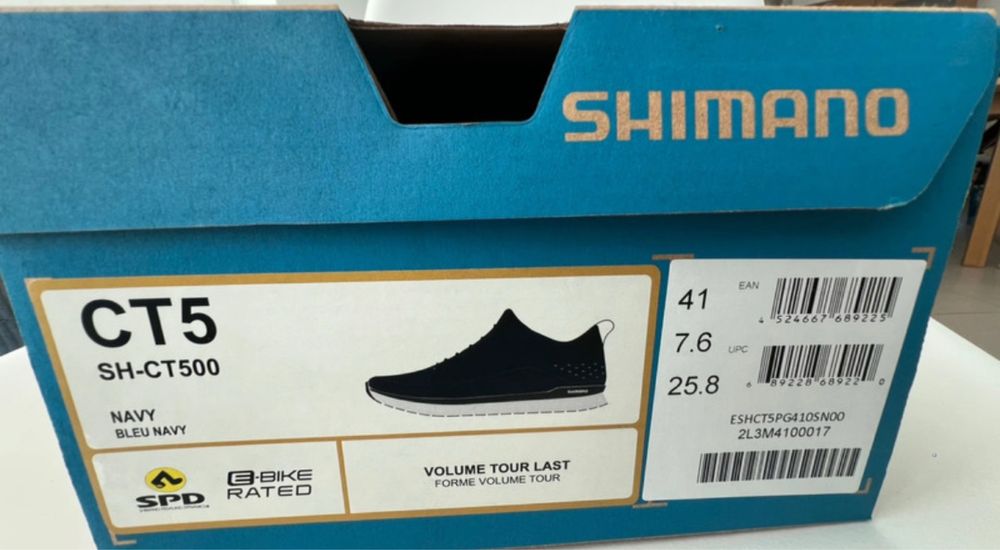 SHIMANO
CT5
SH-CT500
NAVY
BLEU NAVY
SPD
E-BIKE
RATED
VOLUME TOUR LAST
FORME VOLUME TOUR
41
7.6
25.8
EAN
4 524667 689225
UPC
6 89228 68922 0
ESHCT5PG410SN00
2L3M4100017